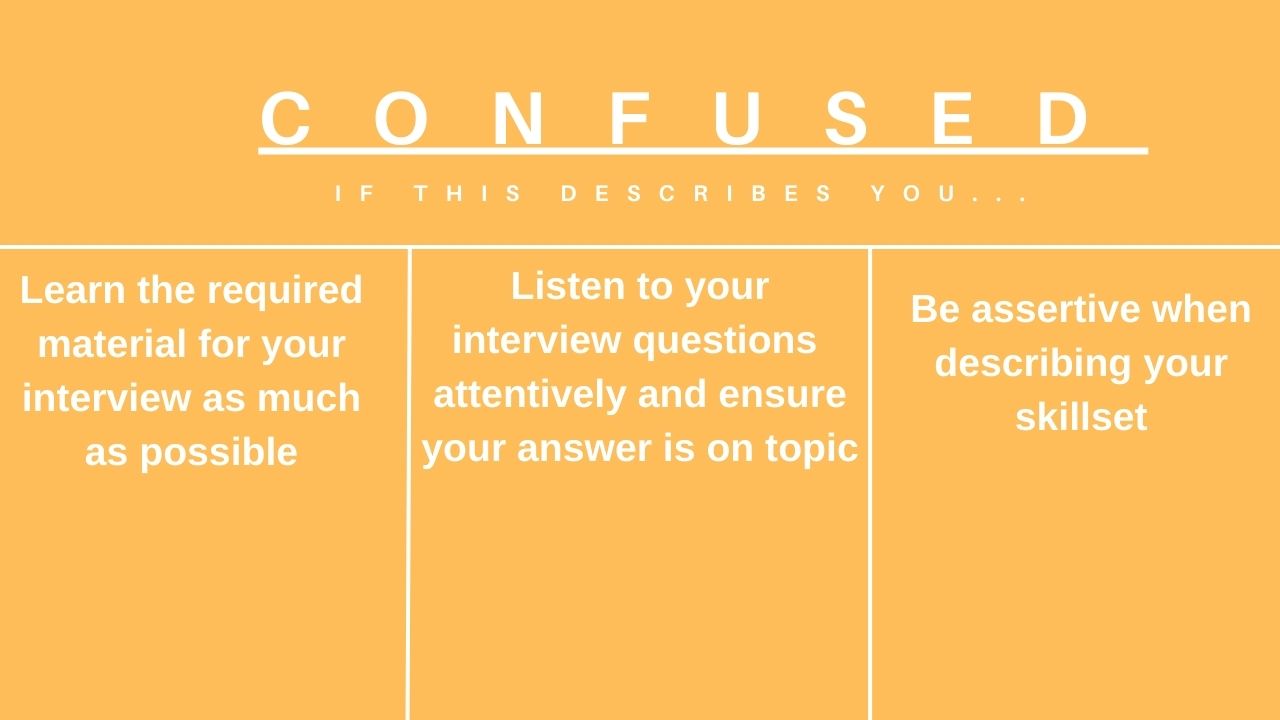 CONFUSED
IF THIS DESCRIBES YOU...
Learn the required
material for your
interview as much
as possible
Listen to your
interview questions
attentively and ensure
your answer is on topic
Be assertive when
describing your
skillset